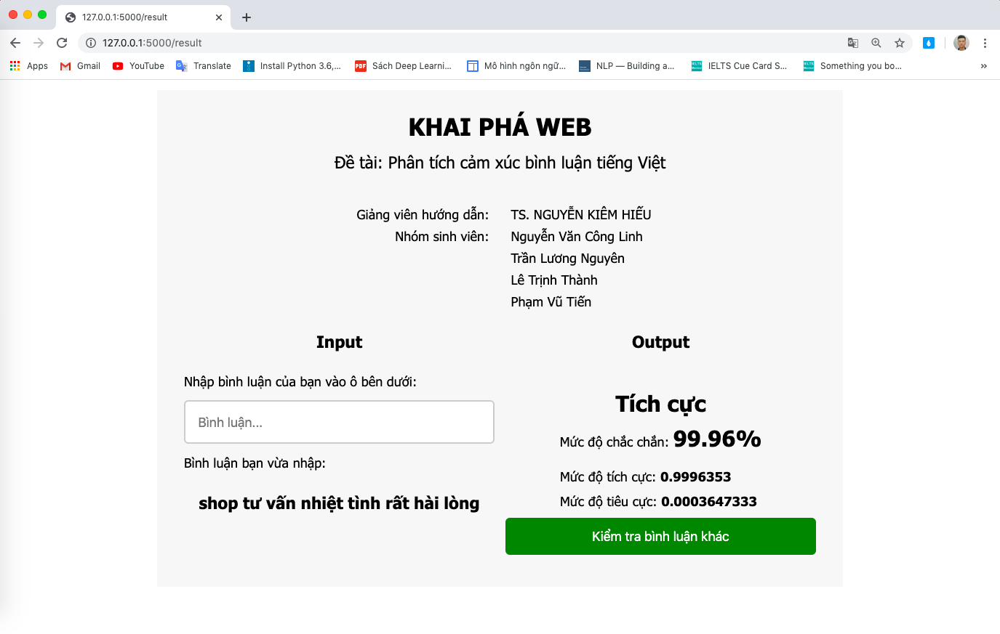 127.0.0.1:5000/result
127.0.0.1:5000/result
Apps Gmail YouTube Translate Install Python 3.6,... Sách Deep Learni... Mô hình ngôn ngữ... NLP — Building a... IELTS Cue Card S... Something you bo... »
KHAI PHÁ WEB
Đề tài: Phân tích cảm xúc bình luận tiếng Việt
Giảng viên hướng dẫn: TS. NGUYỄN KIÊM HIẾU
Nhóm sinh viên: Nguyễn Văn Công Linh
Trần Lương Nguyên
Lê Trịnh Thành
Phạm Vũ Tiến
Input
Nhập bình luận của bạn vào ô bên dưới:
Bình luận...
Bình luận bạn vừa nhập:
shop tư vấn nhiệt tình rất hài lòng
Output
Tích cực
Mức độ chắc chắn: 99.96%
Mức độ tích cực: 0.9996353
Mức độ tiêu cực: 0.0003647333
Kiểm tra bình luận khác